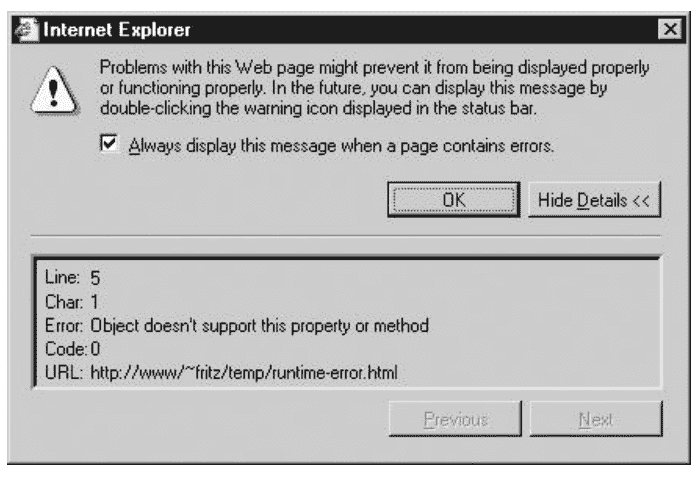 Internet Explorer
Problems with this Web page might prevent it from being displayed properly
or functioning properly. In the future, you can display this message by
double-clicking the warning icon displayed in the status bar.
Always display this message when a page contains errors.
OK
Hide Details <<
Line: 5
Char: 1
Error: Object doesn't support this property or method
Code: 0
URL: http://www/~fritz/temp/runtime-error.html
Previous
Next